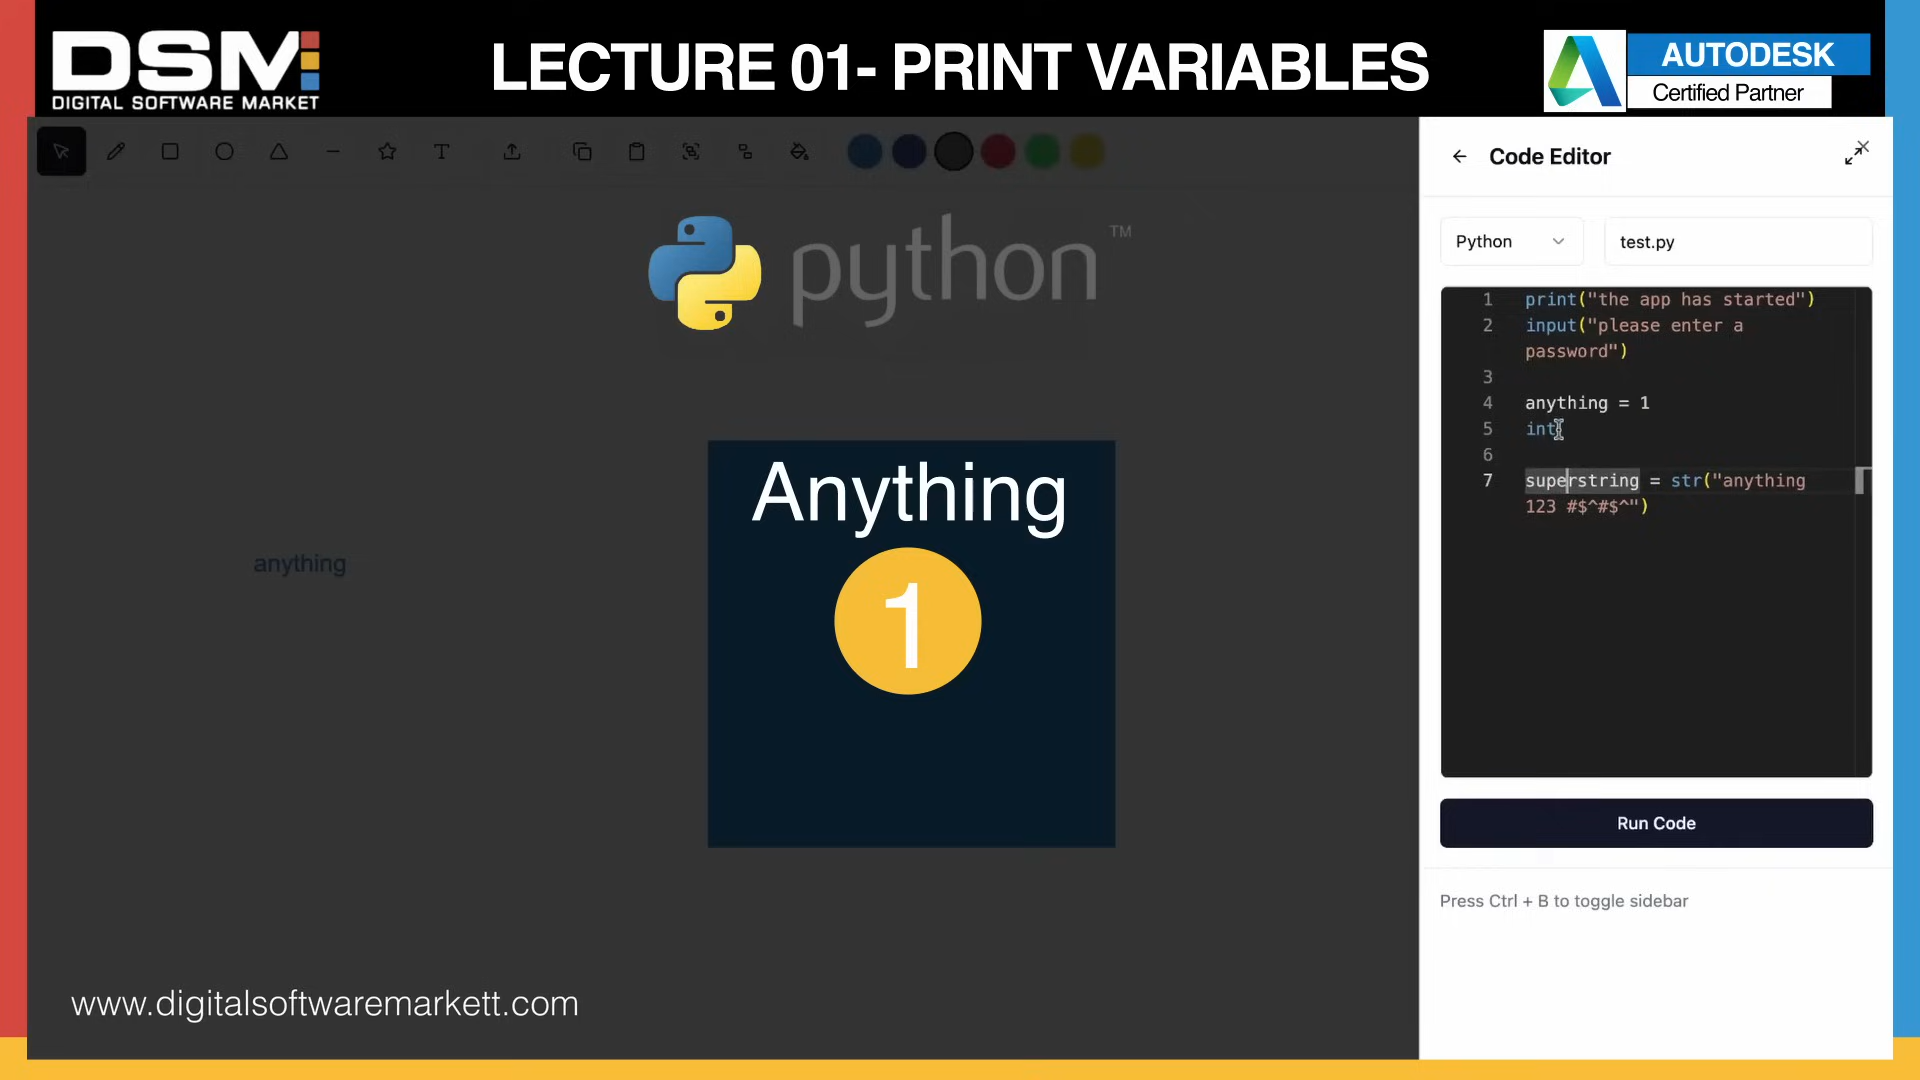 DSM
DIGITAL SOFTWARE MARKET
LECTURE 01- PRINT VARIABLES
AUTODESK
Certified Partner
T
python
TM
Anything
1
anything
www.digitalsoftwaremarkett.com
Code Editor
Python
test.py
1 print("the app has started")
2 input("please enter a
password")
3
4 anything = 1
5 int
6
7 superstring = str("anything
123 #$^#$^")
Run Code
Press Ctrl + B to toggle sidebar